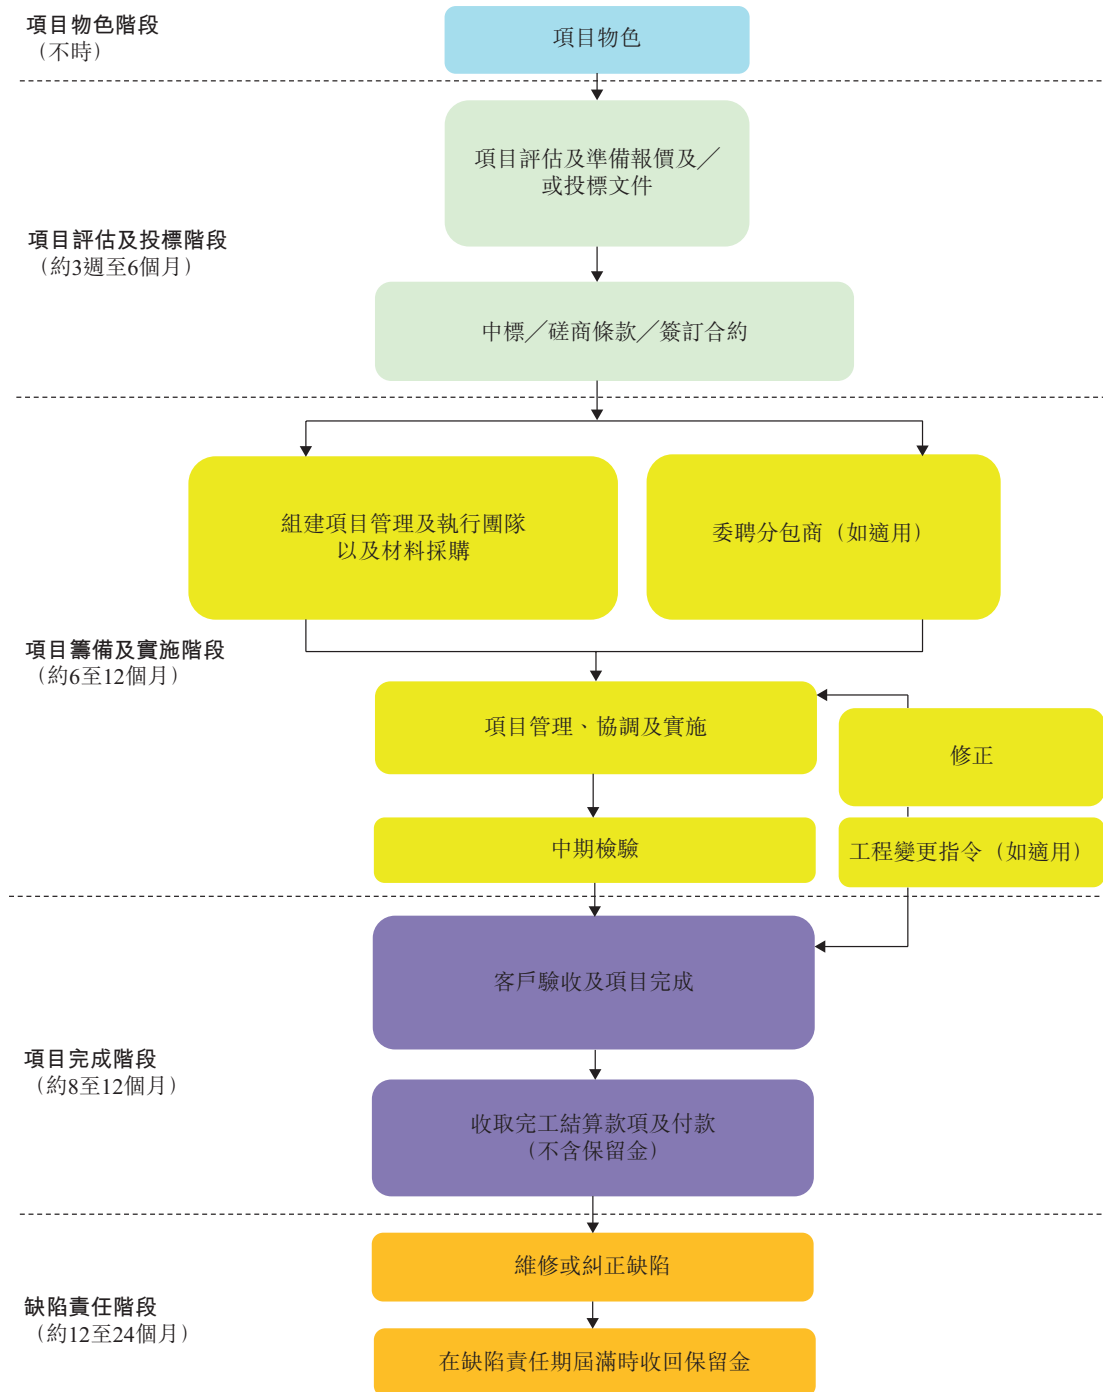 項目物色階段
（不時）
項目物色
項目評估及準備報價及／
或投標文件
項目評估及投標階段
（約3週至6個月）
中標／磋商條款／簽訂合約
組建項目管理及執行團隊
以及材料採購
委聘分包商（如適用）
項目籌備及實施階段
（約6至12個月）
項目管理、協調及實施
修正
中期檢驗
工程變更指令（如適用）
客戶驗收及項目完成
項目完成階段
（約8至12個月）
收取完工結算款項及付款
（不含保留金）
維修或糾正缺陷
缺陷責任階段
（約12至24個月）
在缺陷責任期屆滿時收回保留金